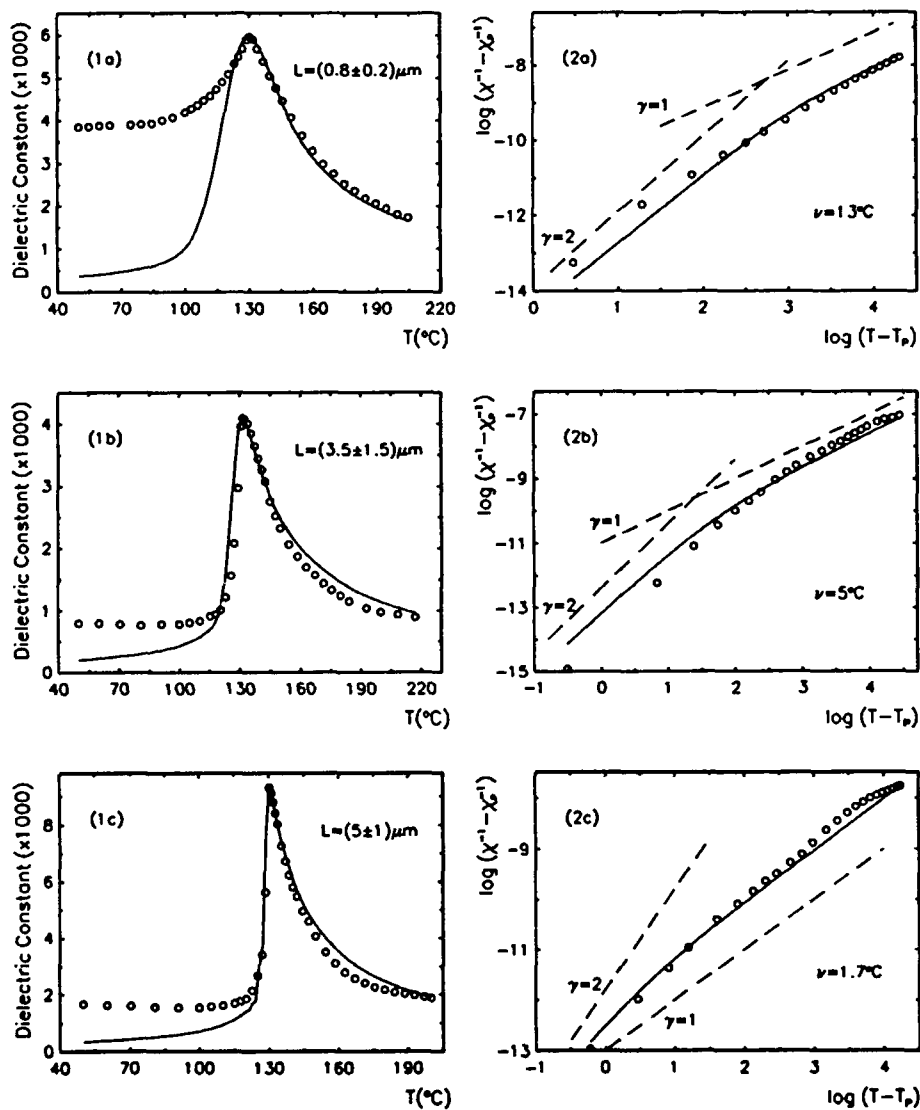 (1a)
L=(0.8±0.2)μm
Dielectric Constant (x1000)
6
5
4
3
2
1
0
40 70 100 130 160 190 220
T(°C)
(2a)
γ=1
γ=2
ν=13°C
log (χ⁻¹−χₚ⁻¹)
-8
-10
-12
-14
0 1 2 3 4
log (T−Tₚ)
(1b)
L=(3.5±1.5)μm
Dielectric Constant (x1000)
4
3
2
1
0
40 70 100 130 160 190 220
T(°C)
(2b)
γ=1
γ=2
ν=5°C
log (χ⁻¹−χₚ⁻¹)
-7
-9
-11
-13
-15
-1 0 1 2 3 4
log (T−Tₚ)
(1c)
L=(5±1)μm
Dielectric Constant (x1000)
8
6
4
2
0
40 70 100 130 160 190
T(°C)
(2c)
γ=2
γ=1
ν=1.7°C
log (χ⁻¹−χₚ⁻¹)
-9
-11
-13
-1 0 1 2 3 4
log (T−Tₚ)